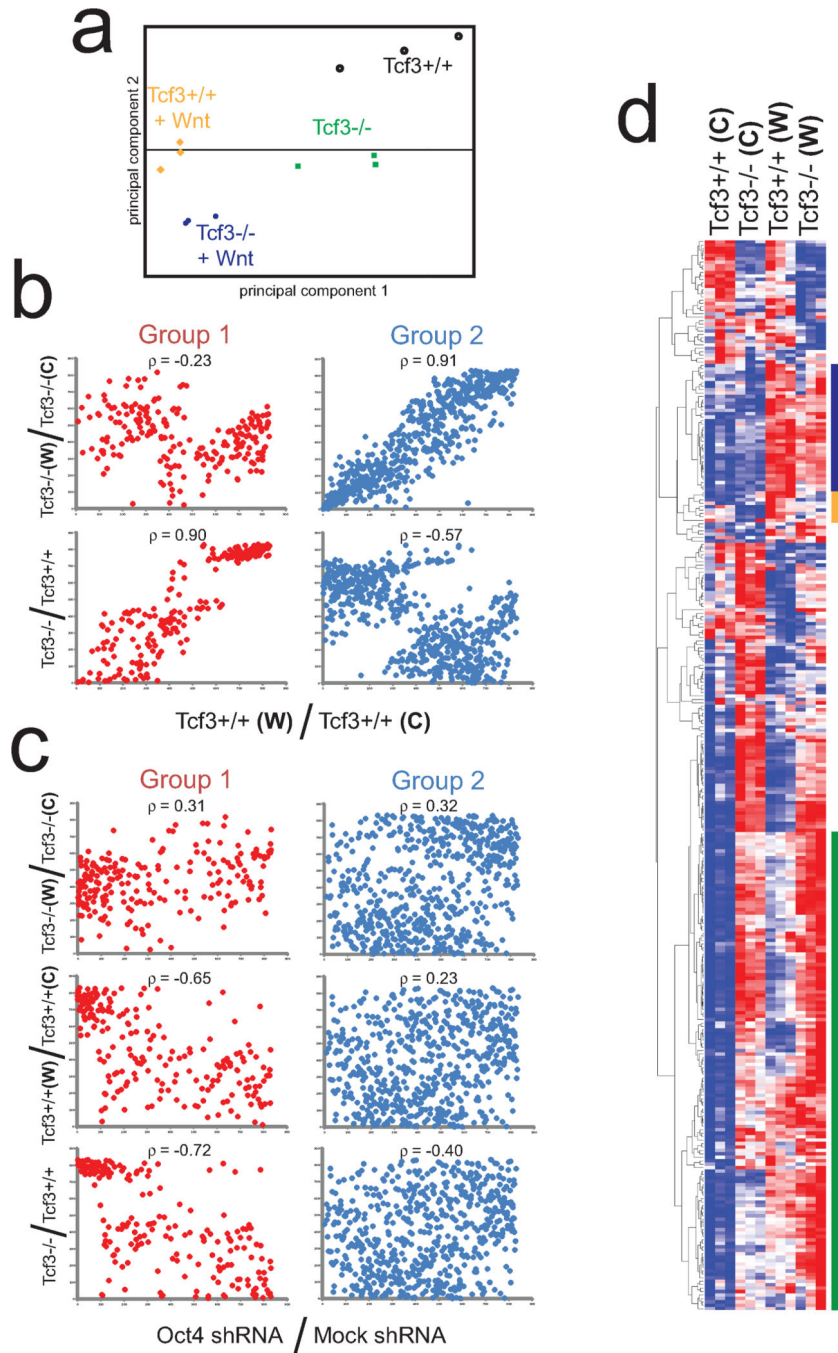 a
principal component 2
Tcf3+/+
Tcf3+/+
+ Wnt
Tcf3-/-
Tcf3-/-
+ Wnt
principal component 1
b
Group 1
Group 2
ρ = -0.23
ρ = 0.91
Tcf3-/-(W)/Tcf3-/-(C)
ρ = 0.90
ρ = -0.57
Tcf3-/-/Tcf3+/+
Tcf3+/+ (W) / Tcf3+/+ (C)
c
Group 1
Group 2
ρ = 0.31
ρ = 0.32
Tcf3-/-(W)/Tcf3-/-(C)
ρ = -0.65
ρ = 0.23
Tcf3+/+(W)/Tcf3+/+(C)
ρ = -0.72
ρ = -0.40
Tcf3-/-/Tcf3+/+
Oct4 shRNA / Mock shRNA
d
Tcf3+/+ (C)
Tcf3-/- (C)
Tcf3+/+ (W)
Tcf3-/- (W)